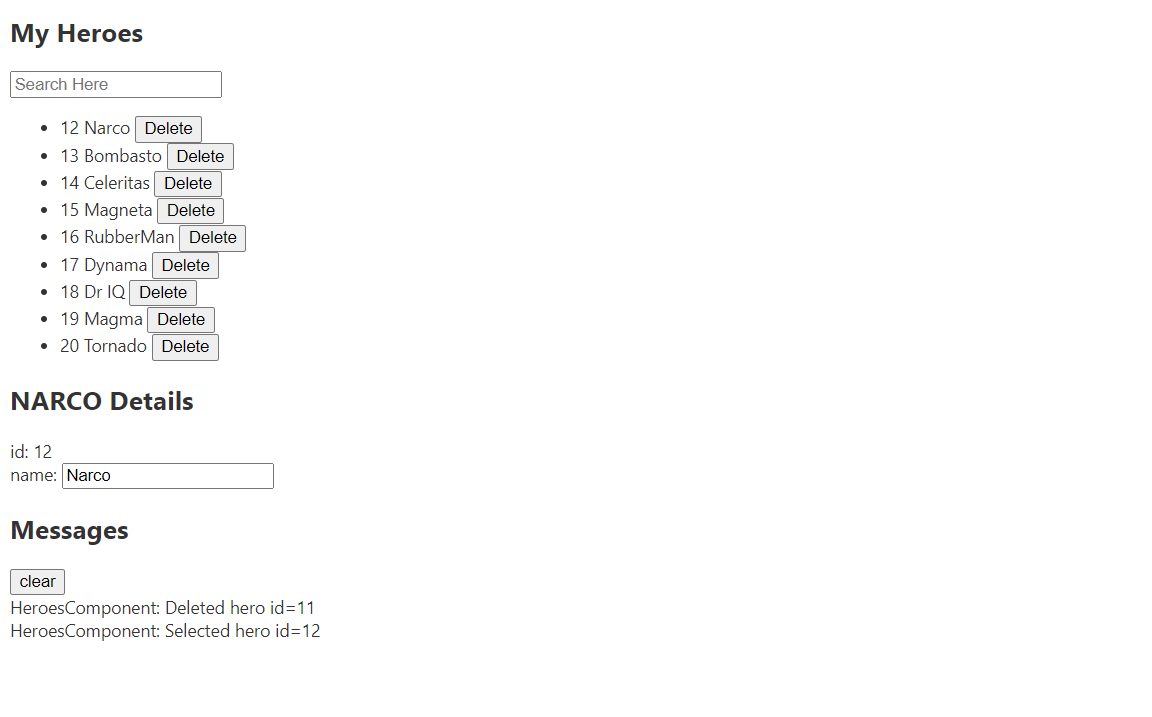 My Heroes
Search Here
12 Narco Delete
13 Bombasto Delete
14 Celeritas Delete
15 Magneta Delete
16 RubberMan Delete
17 Dynama Delete
18 Dr IQ Delete
19 Magma Delete
20 Tornado Delete
NARCO Details
id: 12
name: Narco
Messages
clear
HeroesComponent: Deleted hero id=11
HeroesComponent: Selected hero id=12